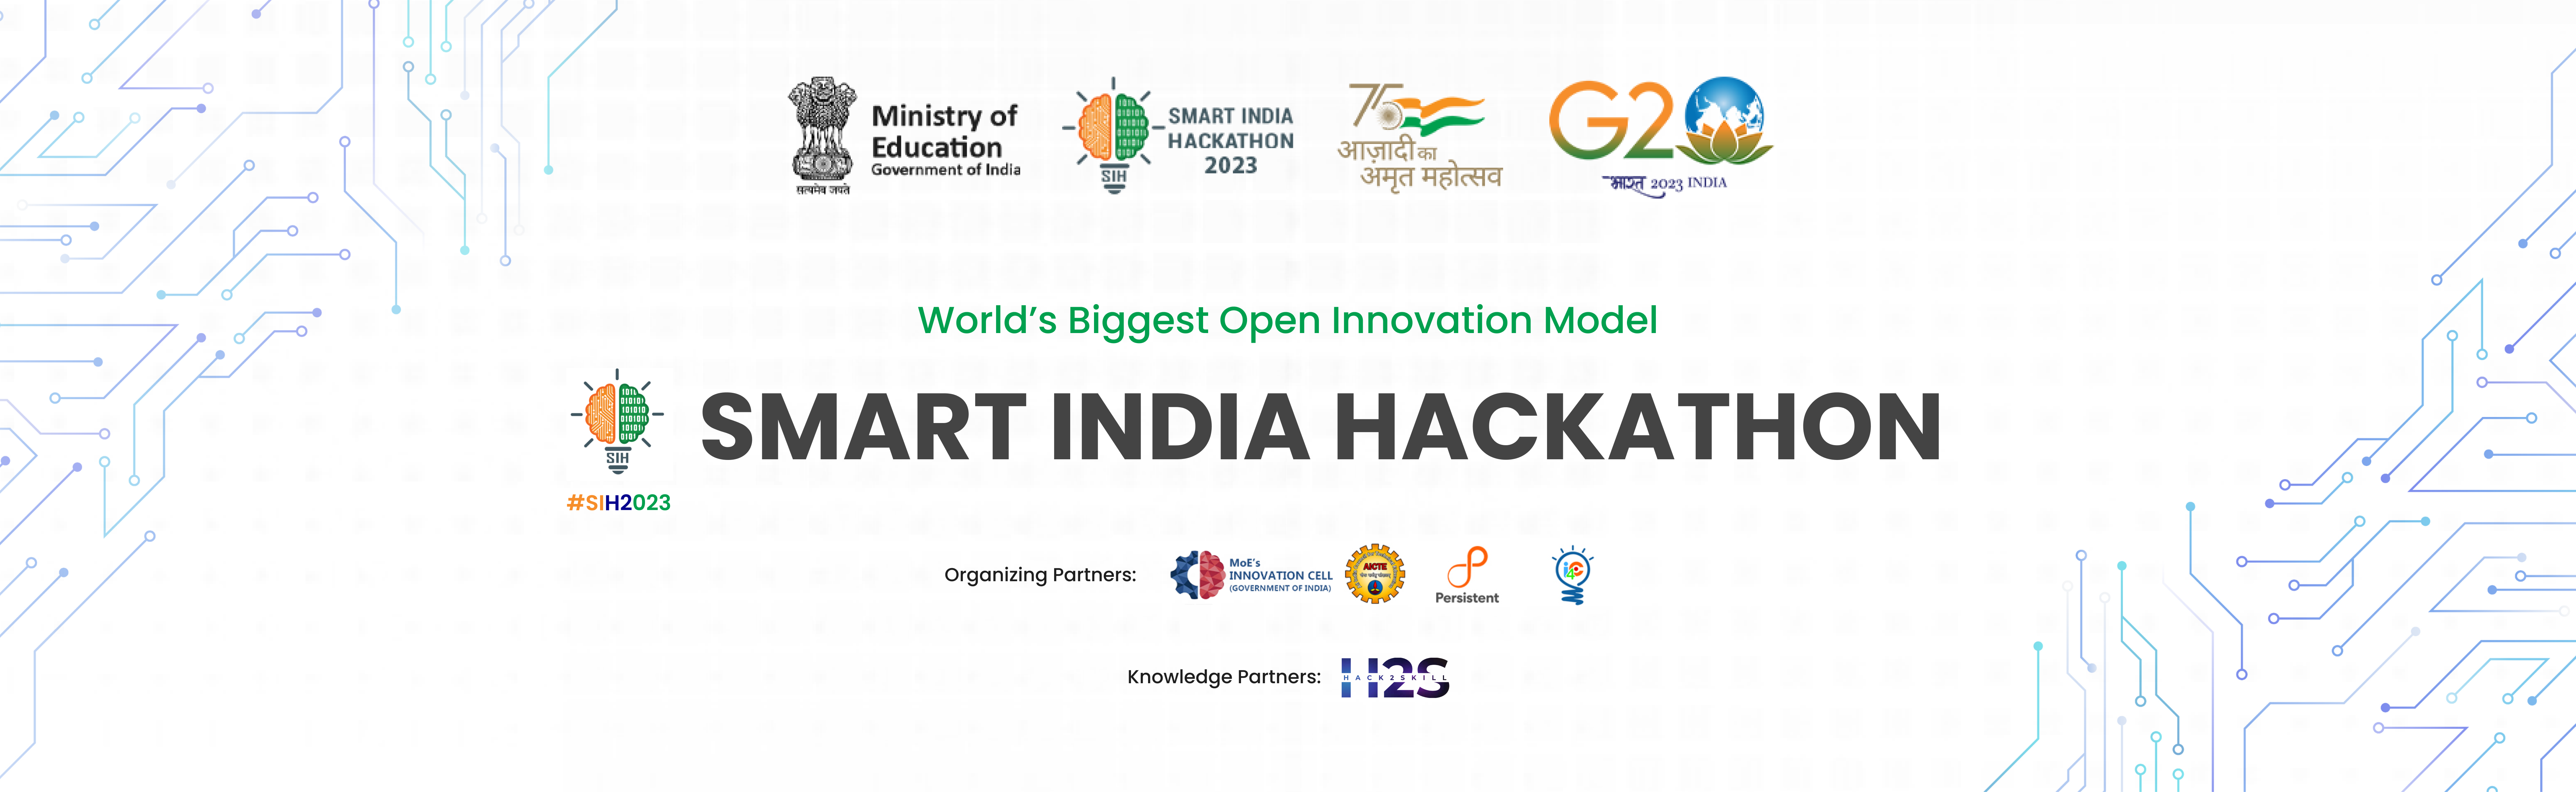 सत्यमेव जयते
Ministry of
Education
Government of India
SIH
SMART INDIA
HACKATHON
2023
75
आज़ादी का
अमृत महोत्सव
G20
भारत 2023 INDIA
World's Biggest Open Innovation Model
SIH
#SIH2023
SMART INDIA HACKATHON
Organizing Partners:
MoE's
INNOVATION CELL
(GOVERNMENT OF INDIA)
AICTE
Persistent
i4C
Knowledge Partners:
H2S
HACK2SKILL